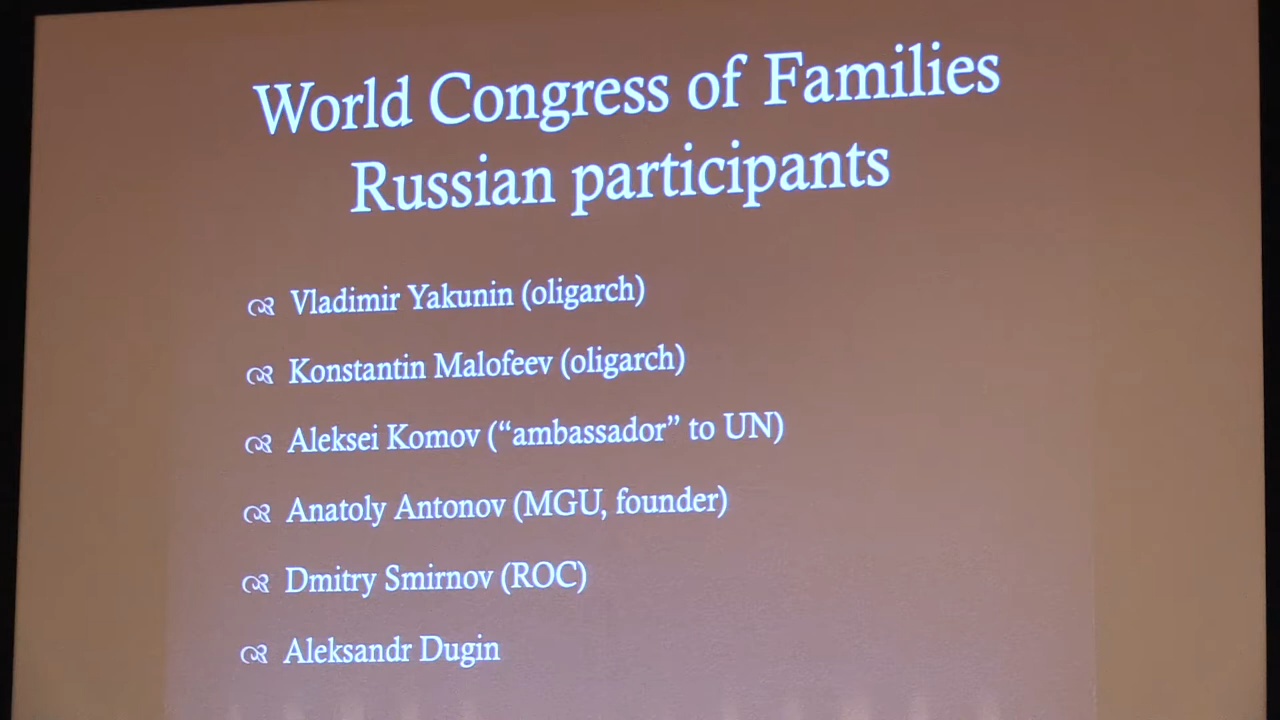 World Congress of Families
Russian participants
Vladimir Yakunin (oligarch)
Konstantin Malofeev (oligarch)
Aleksei Komov (“ambassador” to UN)
Anatoly Antonov (MGU, founder)
Dmitry Smirnov (ROC)
Aleksandr Dugin